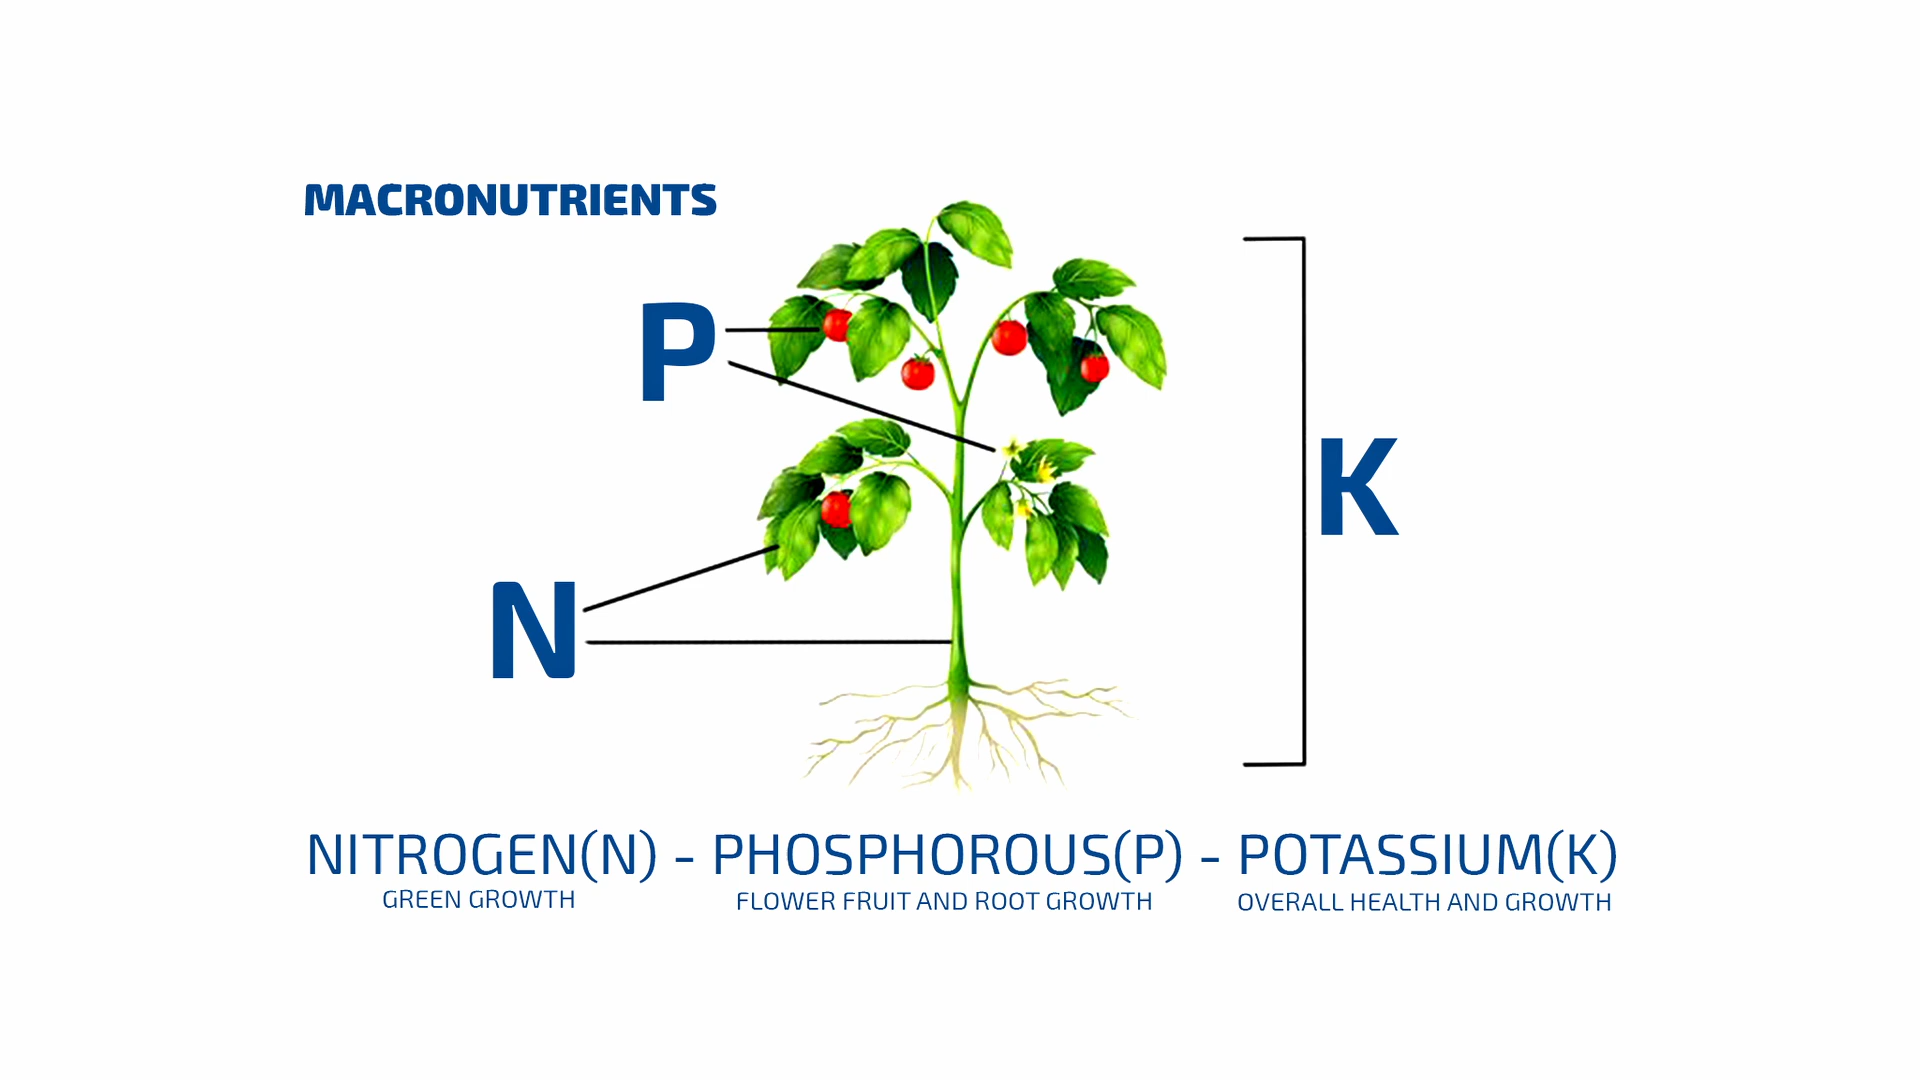 MACRONUTRIENTS
P
K
N
NITROGEN(N) - PHOSPHOROUS(P) - POTASSIUM(K)
GREEN GROWTH FLOWER FRUIT AND ROOT GROWTH OVERALL HEALTH AND GROWTH